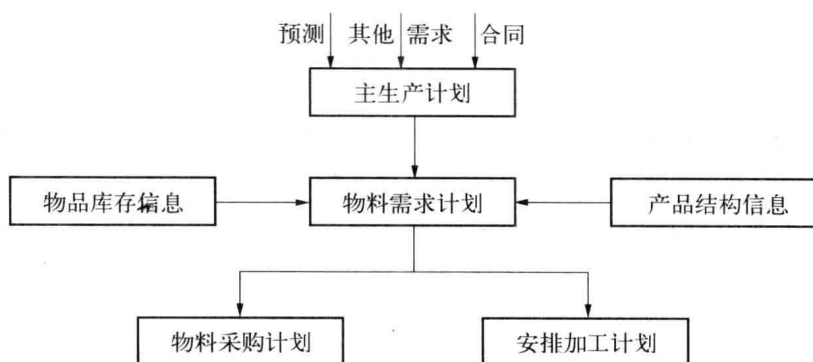 预测 其他 需求 合同
主生产计划
物品库存信息 物料需求计划 产品结构信息
物料采购计划 安排加工计划